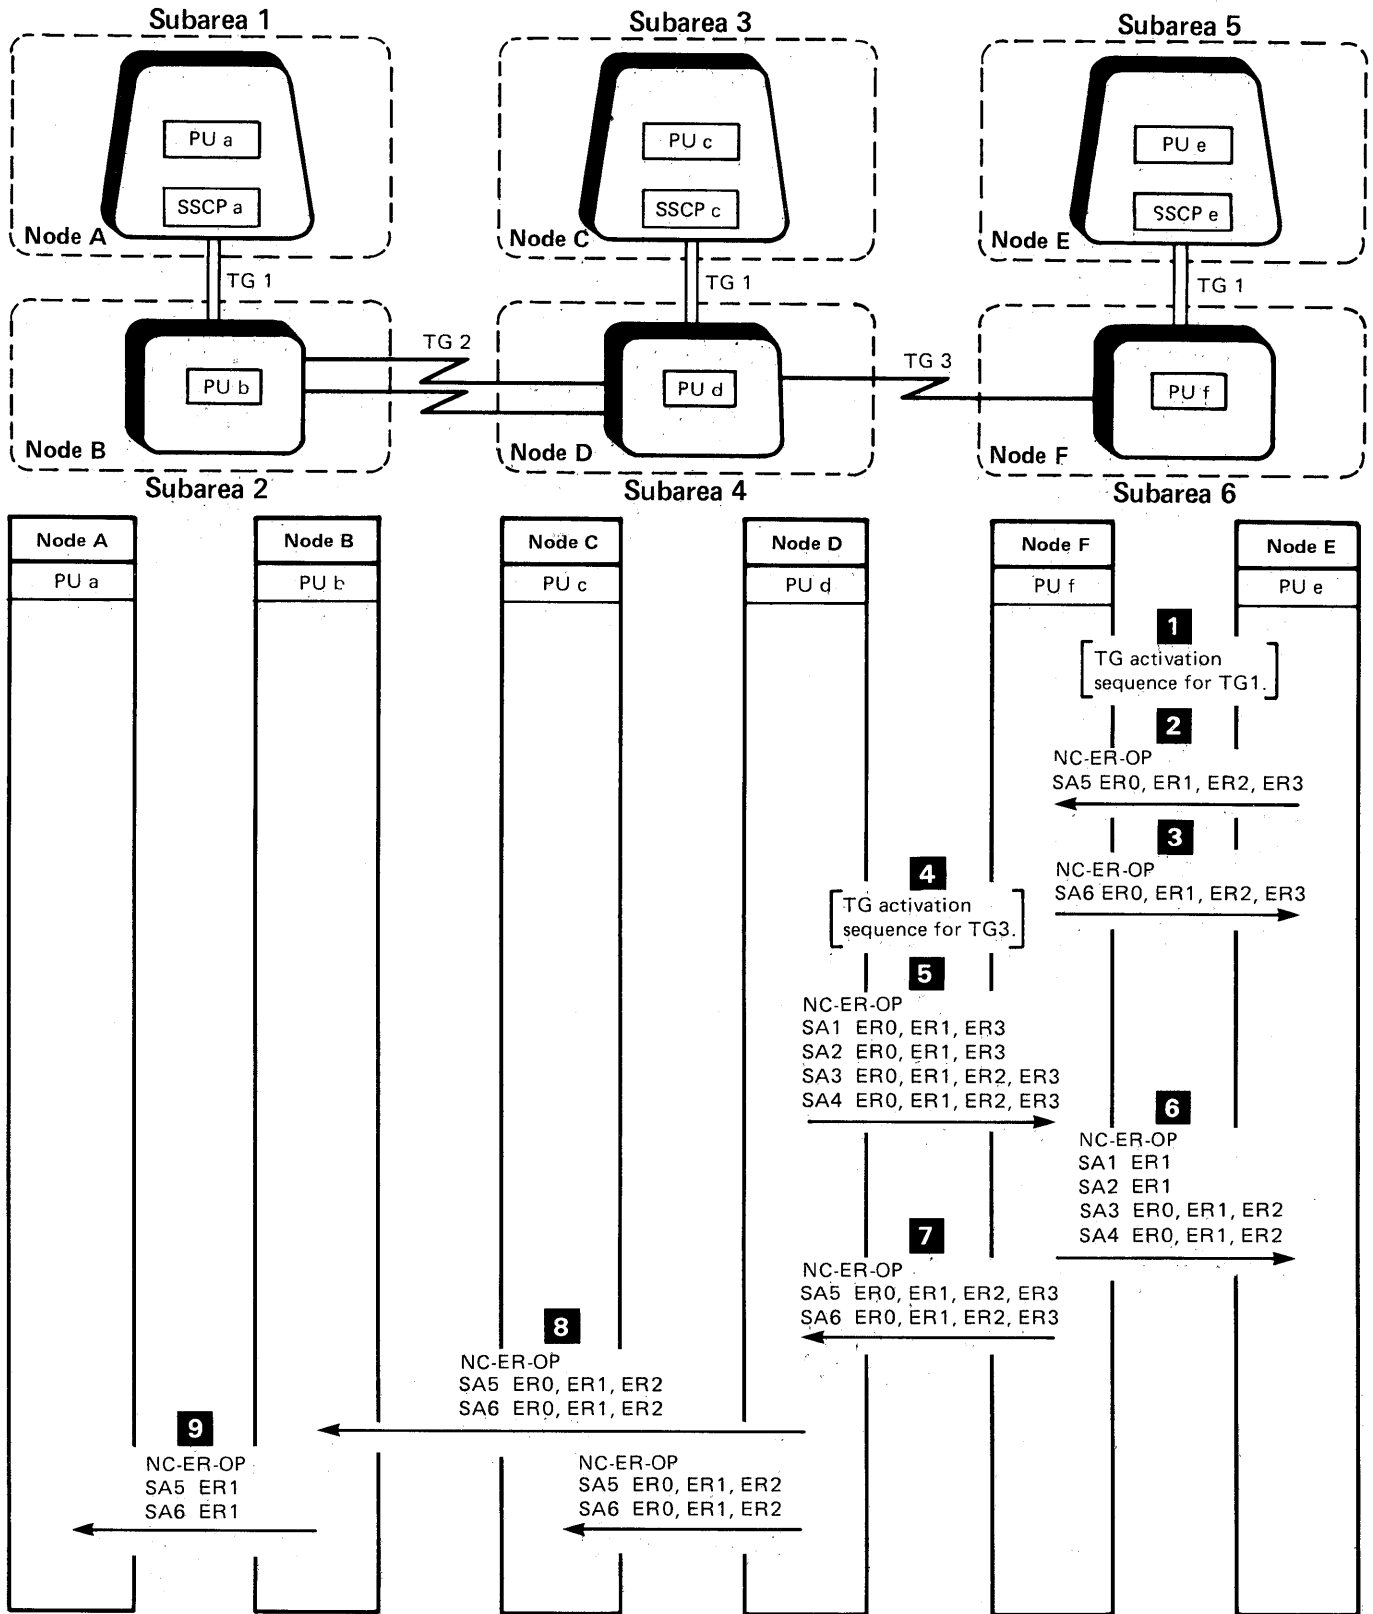 Subarea 1
Subarea 3
Subarea 5
PU a
SSCP a
Node A
PU c
SSCP c
Node C
PU e
SSCP e
Node E
TG 1
TG 1
TG 1
TG 2
TG 3
PU b
Node B
PU d
Node D
PU f
Node F
Subarea 2
Subarea 4
Subarea 6
Node A
Node B
Node C
Node D
Node F
Node E
PU a
PU b
PU c
PU d
PU f
PU e
1
TG activation
sequence for TG1.
2
NC-ER-OP
SA5 ER0, ER1, ER2, ER3
3
NC-ER-OP
SA6 ER0, ER1, ER2, ER3
4
TG activation
sequence for TG3.
5
NC-ER-OP
SA1 ER0, ER1, ER3
SA2 ER0, ER1, ER3
SA3 ER0, ER1, ER2, ER3
SA4 ER0, ER1, ER2, ER3
6
NC-ER-OP
SA1 ER1
SA2 ER1
SA3 ER0, ER1, ER2
SA4 ER0, ER1, ER2
7
NC-ER-OP
SA5 ER0, ER1, ER2, ER3
SA6 ER0, ER1, ER2, ER3
8
NC-ER-OP
SA5 ER0, ER1, ER2
SA6 ER0, ER1, ER2
9
NC-ER-OP
SA5 ER1
SA6 ER1
NC-ER-OP
SA5 ER0, ER1, ER2
SA6 ER0, ER1, ER2